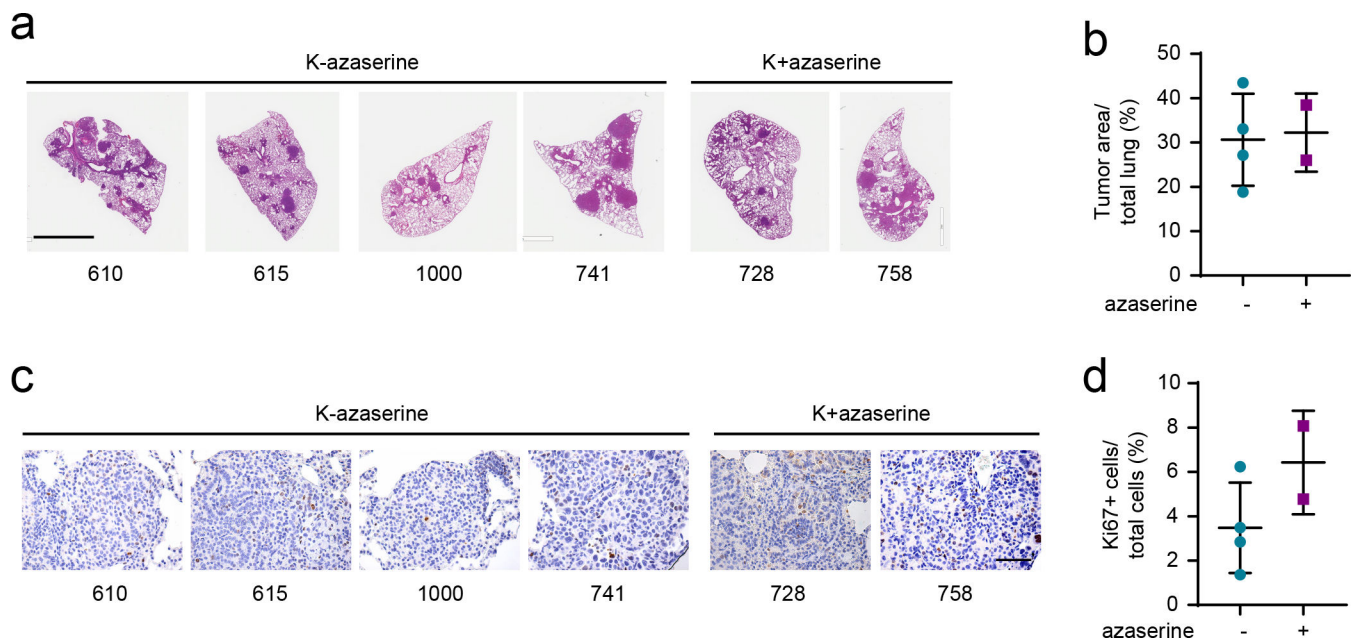 a
K-azaserine
K+azaserine
610
615
1000
741
728
758
b
Tumor area/
total lung (%)
50
40
30
20
10
0
azaserine
-
+
c
K-azaserine
K+azaserine
610
615
1000
741
728
758
d
Ki67+ cells/
total cells (%)
10
8
6
4
2
0
azaserine
-
+